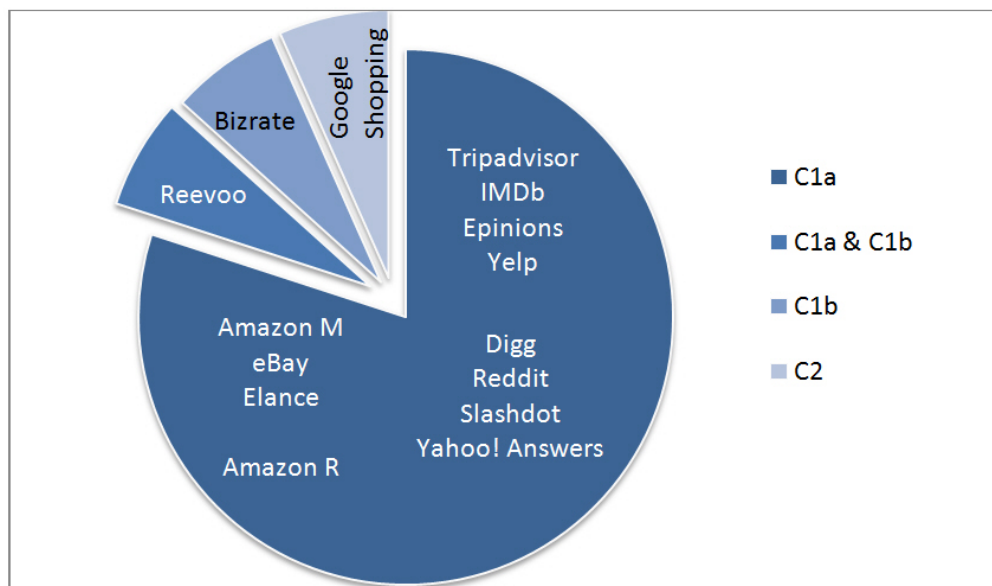 Google
Shopping
Bizrate
Reevoo
Tripadvisor
IMDb
Epinions
Yelp
Amazon M
eBay
Elance
Amazon R
Digg
Reddit
Slashdot
Yahoo! Answers
C1a
C1a & C1b
C1b
C2